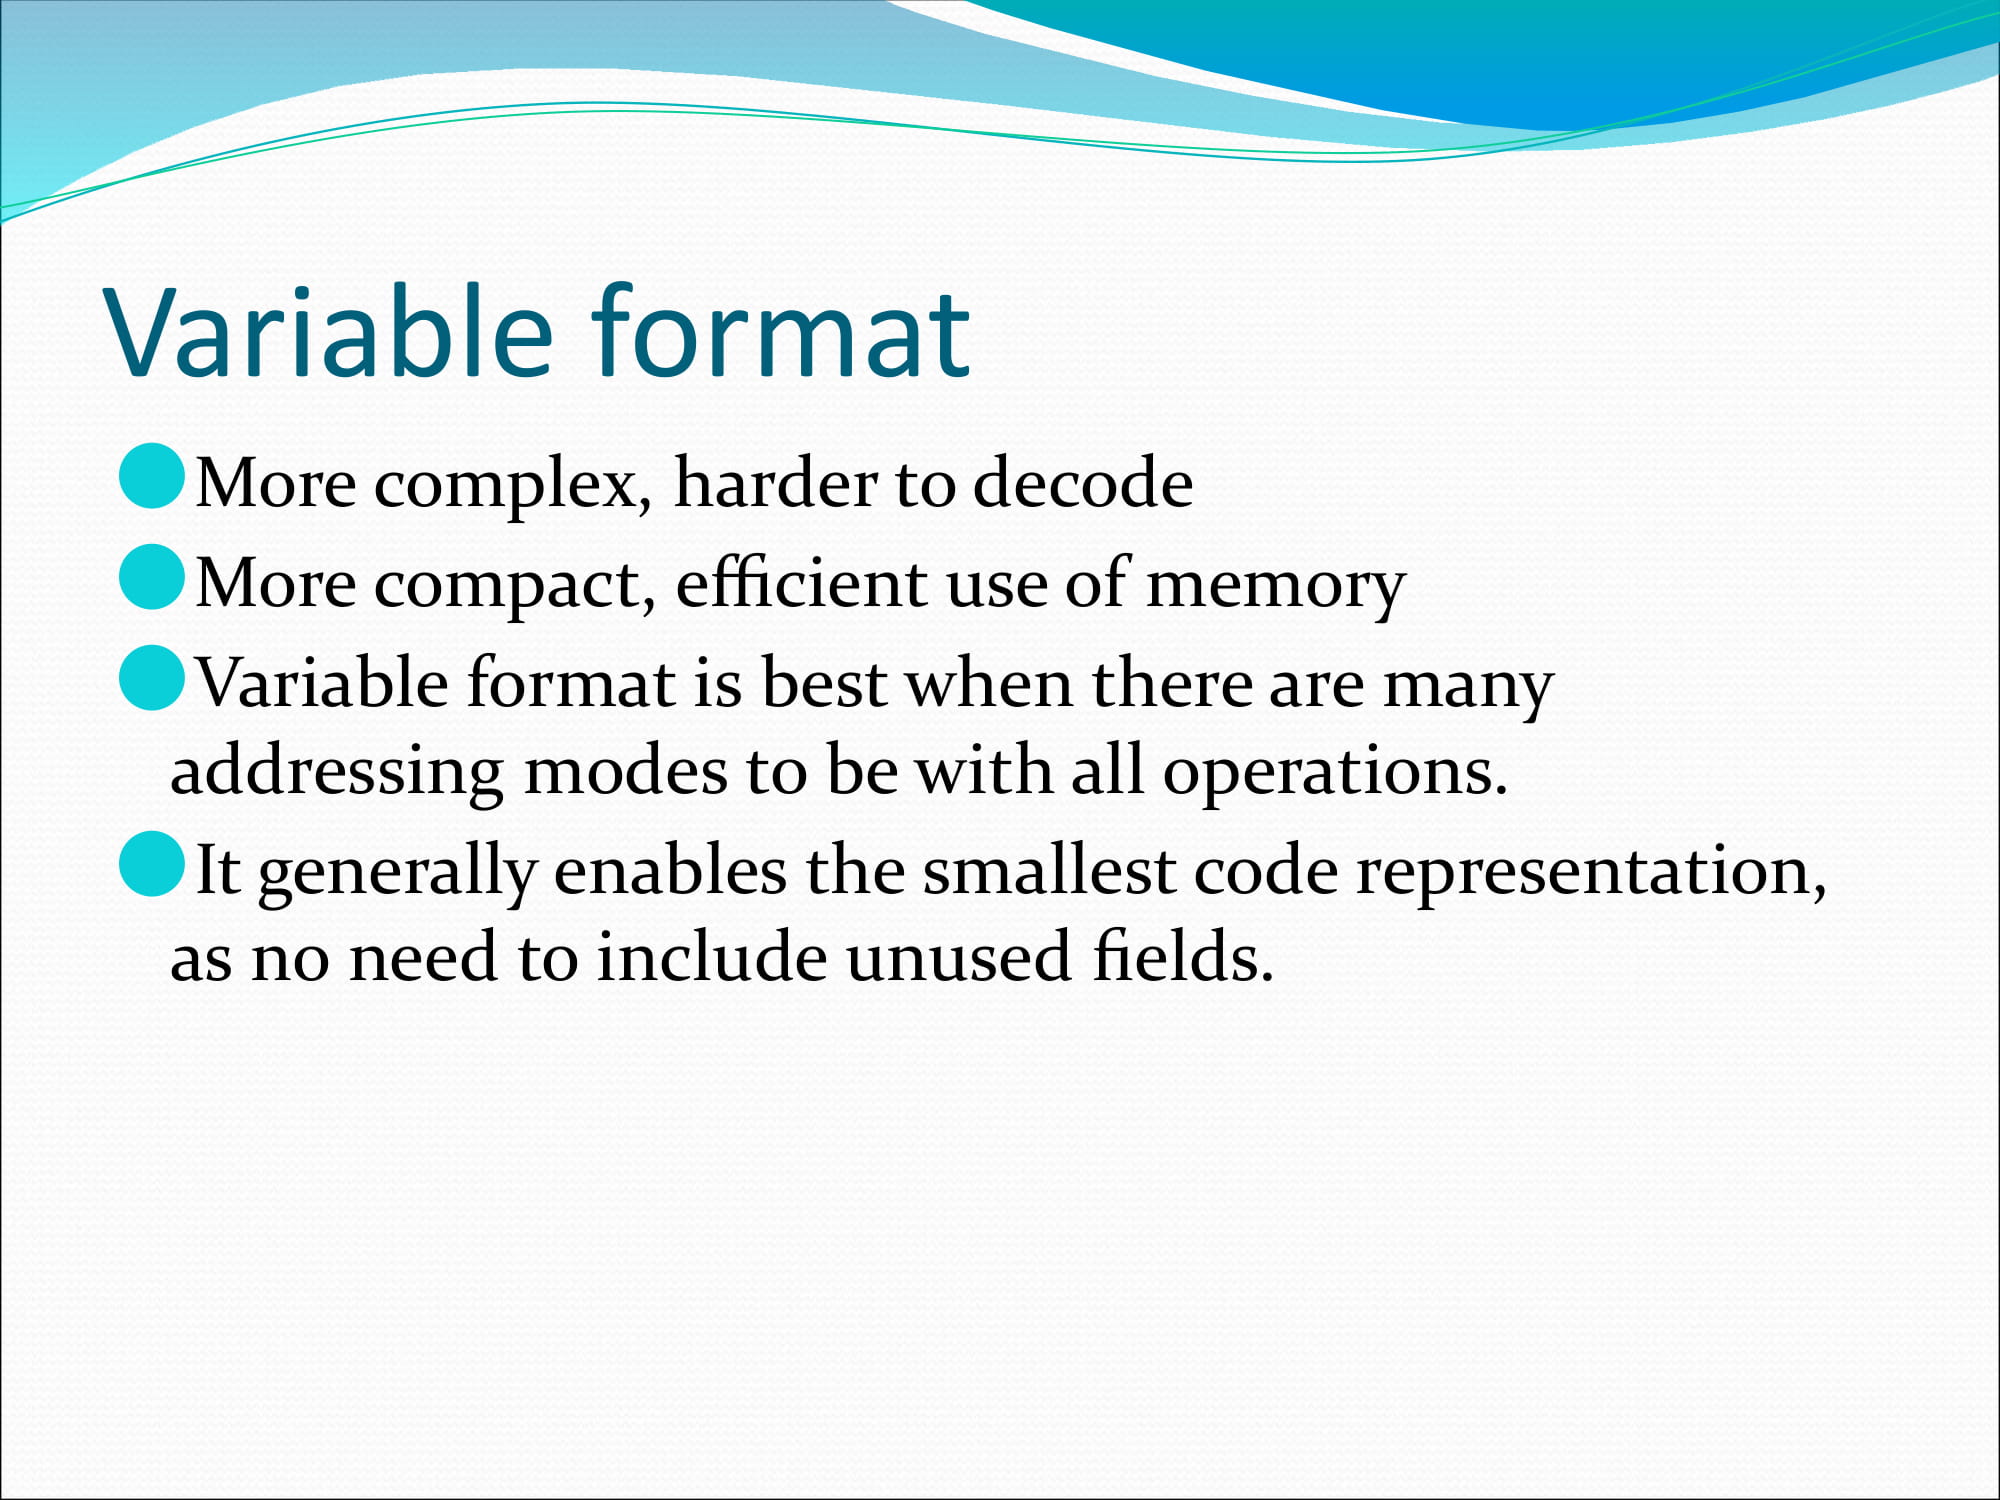 Variable format
More complex, harder to decode
More compact, efficient use of memory
Variable format is best when there are many
addressing modes to be with all operations.
It generally enables the smallest code representation,
as no need to include unused fields.